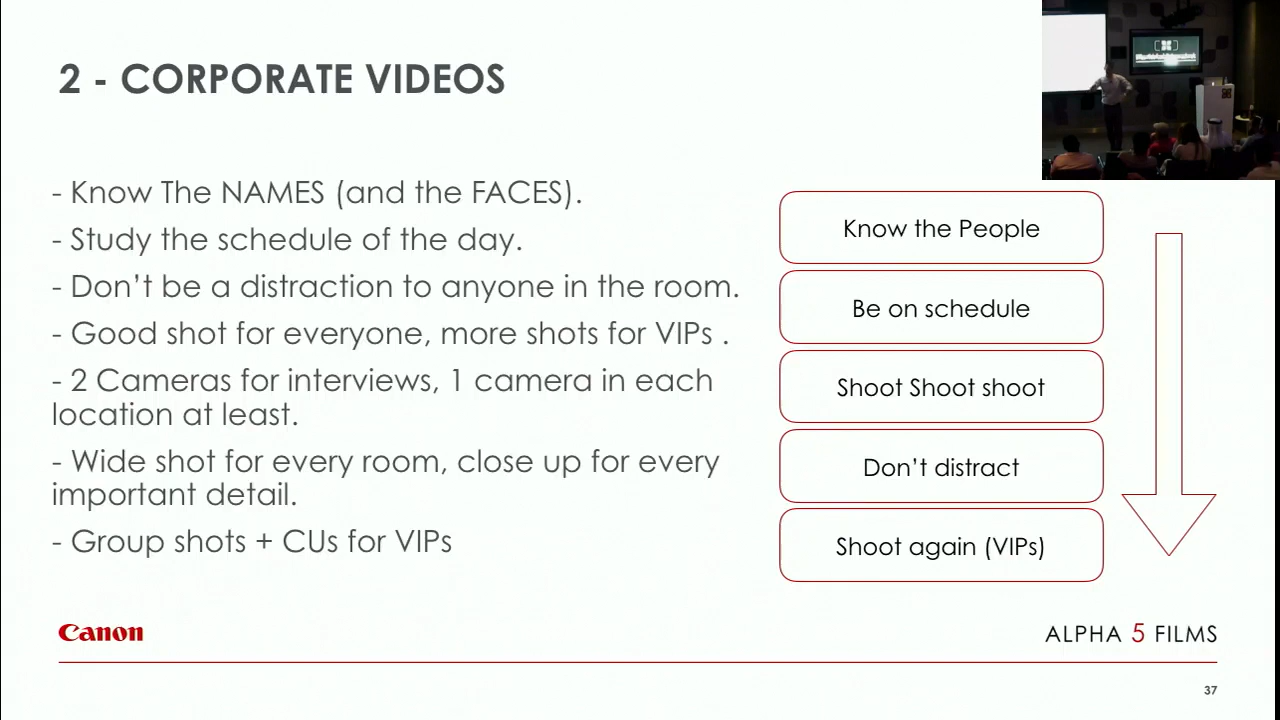 2 - CORPORATE VIDEOS
- Know The NAMES (and the FACES).
- Study the schedule of the day.
- Don’t be a distraction to anyone in the room.
- Good shot for everyone, more shots for VIPs .
- 2 Cameras for interviews, 1 camera in each
location at least.
- Wide shot for every room, close up for every
important detail.
- Group shots + CUs for VIPs
Know the People
Be on schedule
Shoot Shoot shoot
Don’t distract
Shoot again (VIPs)
Canon
ALPHA 5 FILMS
37